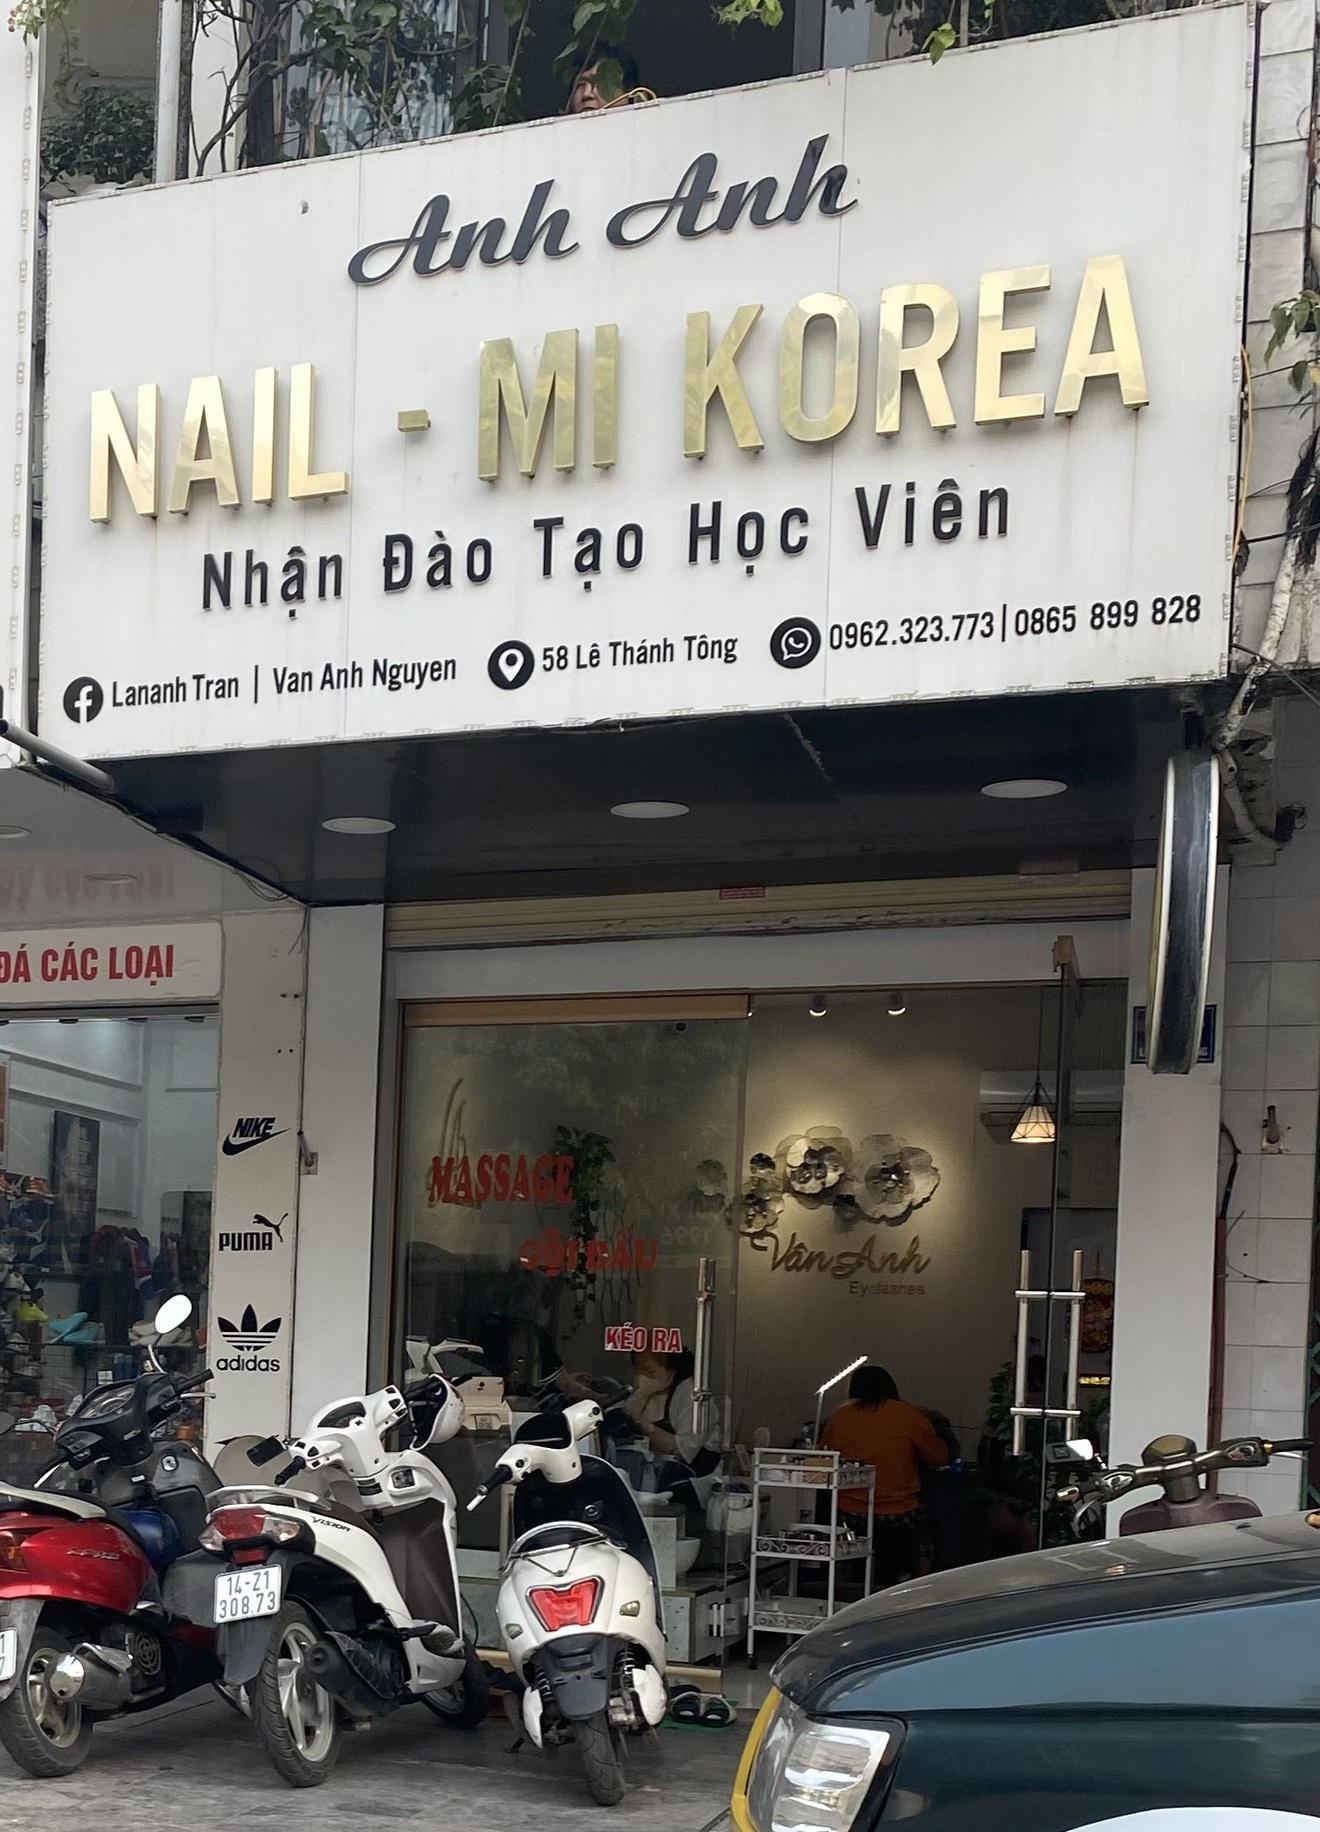 Anh Anh
NAIL - MI KOREA
Nhận Đào Tạo Học Viên
Lananh Tran | Van Anh Nguyen
58 Lê Thánh Tông
0962.323.773 | 0865 899 828
ĐÁ CÁC LOẠI
NIKE
PUMA
adidas
MASSAGE
GỘI ĐẦU
KÉO RA
Vân Anh
Eyelashes
VISION
14-Z1
308.73